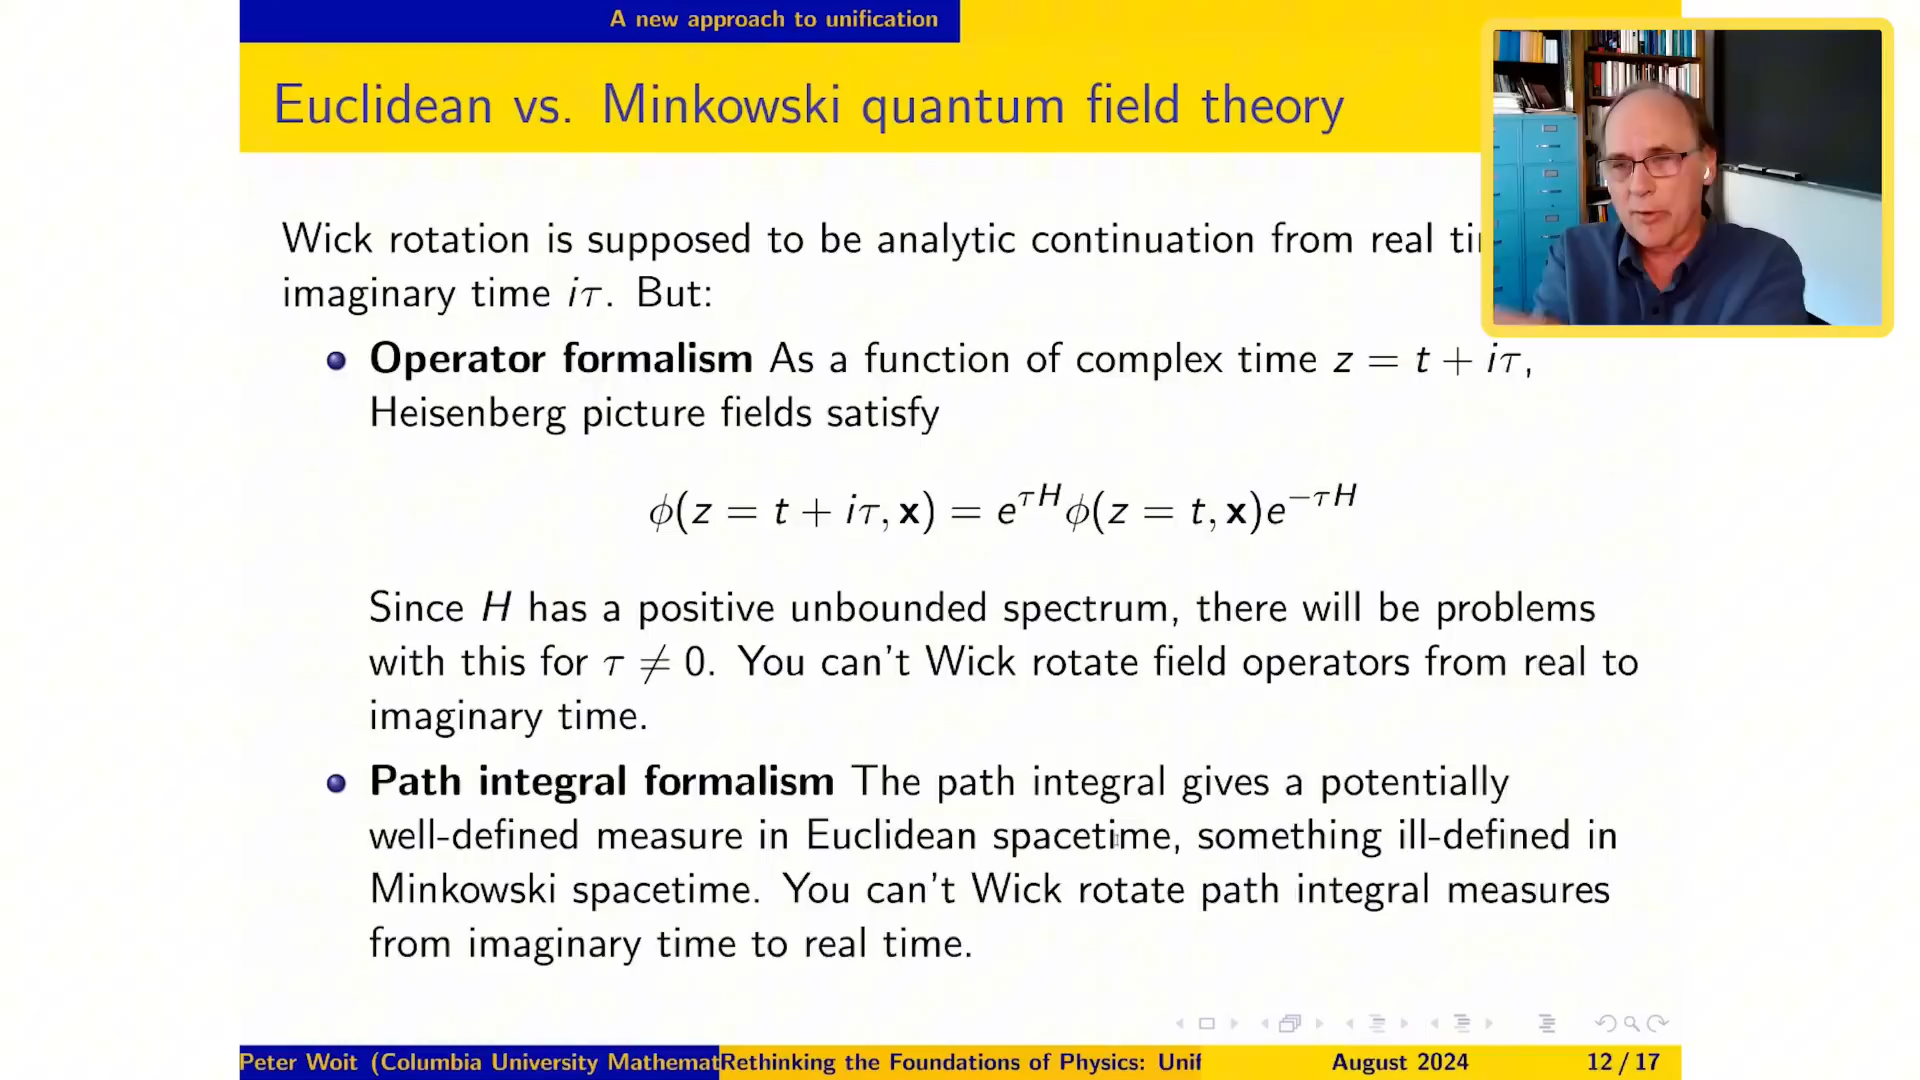 A new approach to unification
Euclidean vs. Minkowski quantum field theory
Wick rotation is supposed to be analytic continuation from real
imaginary time iτ. But:
Operator formalism As a function of complex time z = t + iτ,
Heisenberg picture fields satisfy
ϕ(z = t + iτ, x) = e^{τH}ϕ(z = t, x)e^{−τH}
Since H has a positive unbounded spectrum, there will be problems
with this for τ ≠ 0. You can't Wick rotate field operators from real to
imaginary time.
Path integral formalism The path integral gives a potentially
well-defined measure in Euclidean spacetime, something ill-defined in
Minkowski spacetime. You can't Wick rotate path integral measures
from imaginary time to real time.
Peter Woit (Columbia University Mathemat Rethinking the Foundations of Physics: Unif August 2024 12 / 17